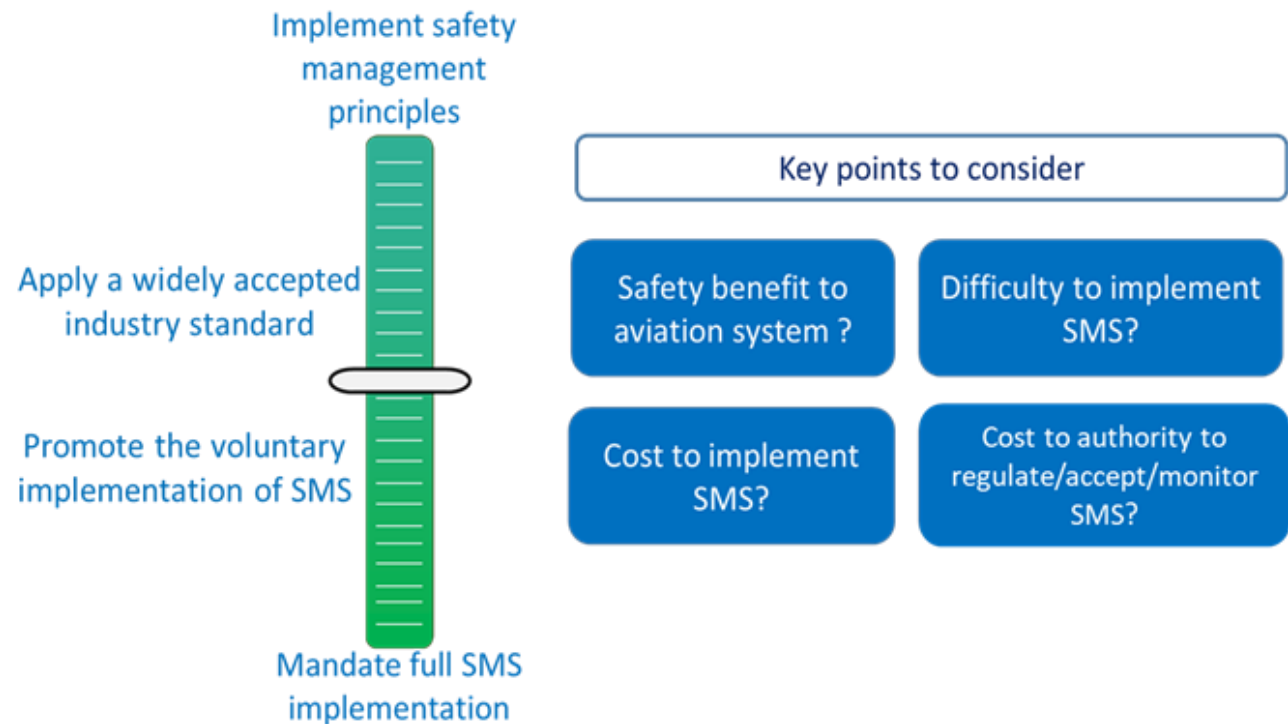 Implement safety
management
principles
Apply a widely accepted
industry standard
Promote the voluntary
implementation of SMS
Mandate full SMS
implementation
Key points to consider
Safety benefit to
aviation system ?
Difficulty to implement
SMS?
Cost to implement
SMS?
Cost to authority to
regulate/accept/monitor
SMS?